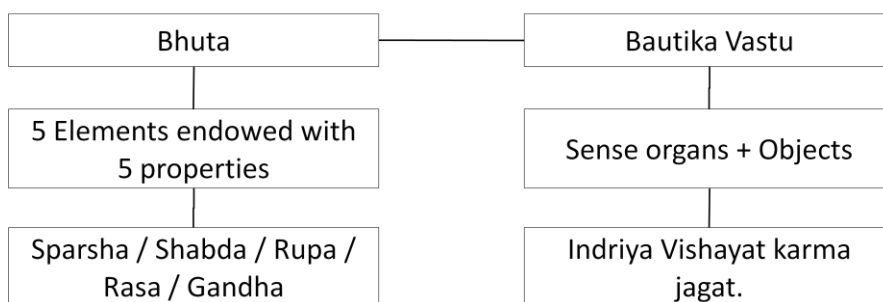 Bhuta
Bautika Vastu
5 Elements endowed with
5 properties
Sense organs + Objects
Sparsha / Shabda / Rupa /
Rasa / Gandha
Indriya Vishayat karma
jagat.